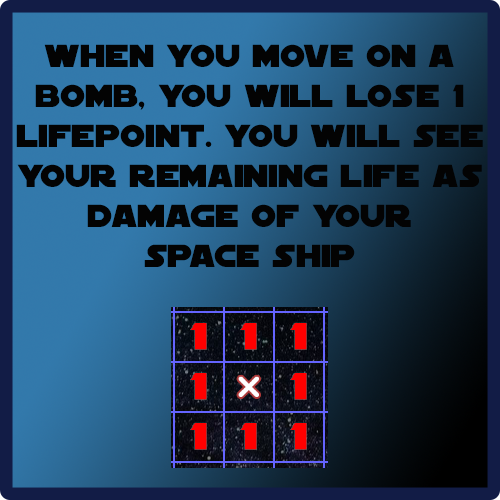 WHEN YOU MOVE ON A
BOMB, YOU WILL LOSE 1
LIFEPOINT. YOU WILL SEE
YOUR REMAINING LIFE AS
DAMAGE OF YOUR
SPACE SHIP
1 1 1
1 × 1
1 1 1